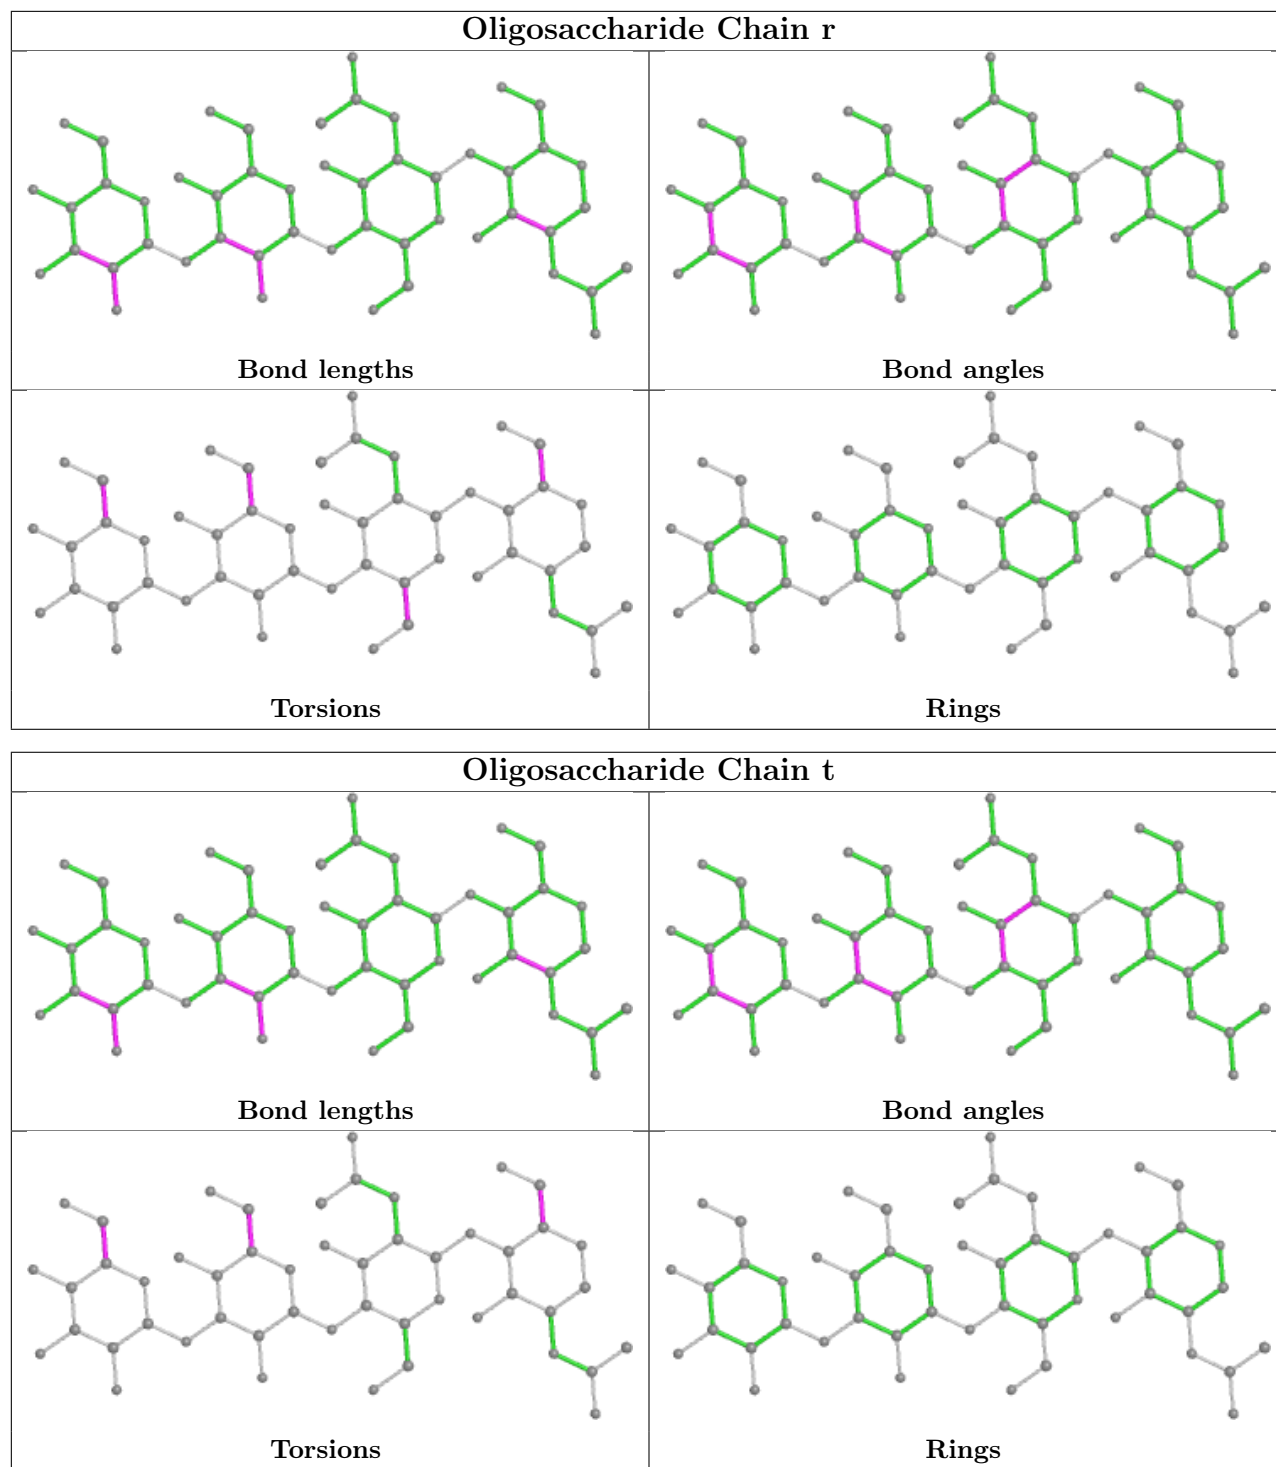 Oligosaccharide Chain r
Bond lengths
Bond angles
Torsions
Rings
Oligosaccharide Chain t
Bond lengths
Bond angles
Torsions
Rings